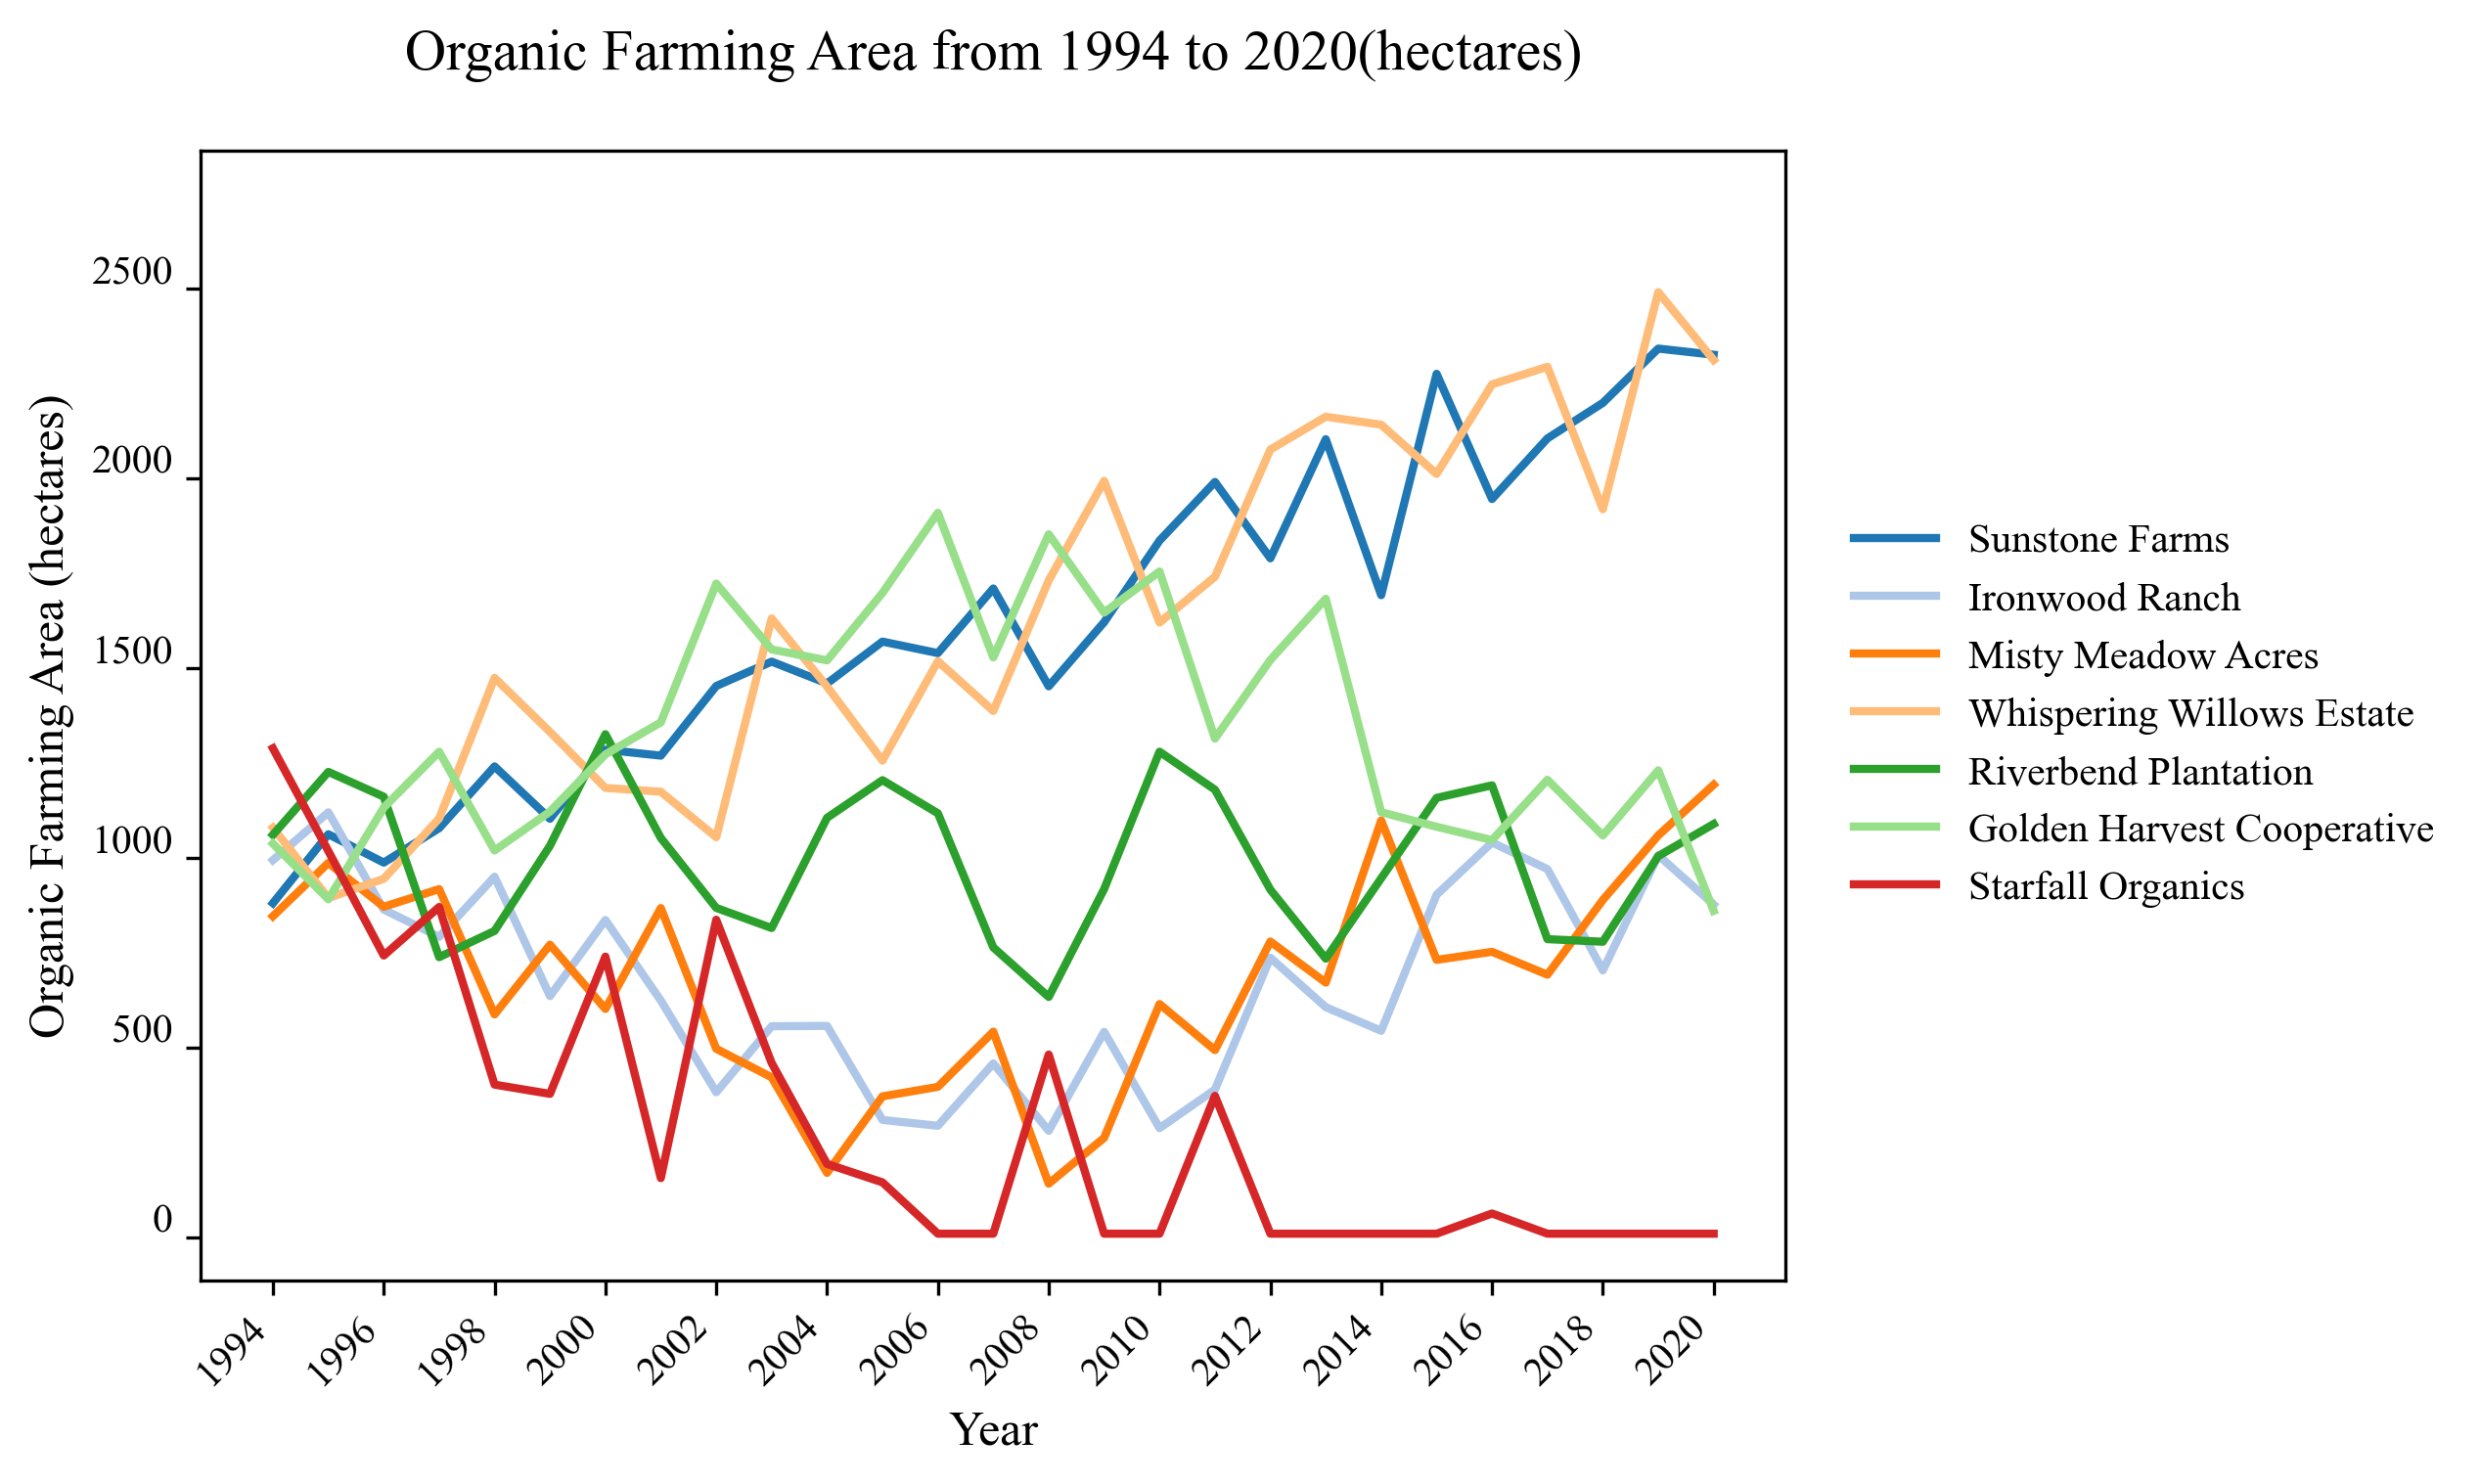 Organic Farming Area from 1994 to 2020(hectares)
Organic Farming Area (hectares)
2500
2000
1500
1000
500
0
1994
1996
1998
2000
2002
2004
2006
2008
2010
2012
2014
2016
2018
2020
Year
Sunstone Farms
Ironwood Ranch
Misty Meadow Acres
Whispering Willows Estate
Riverbend Plantation
Golden Harvest Cooperative
Starfall Organics